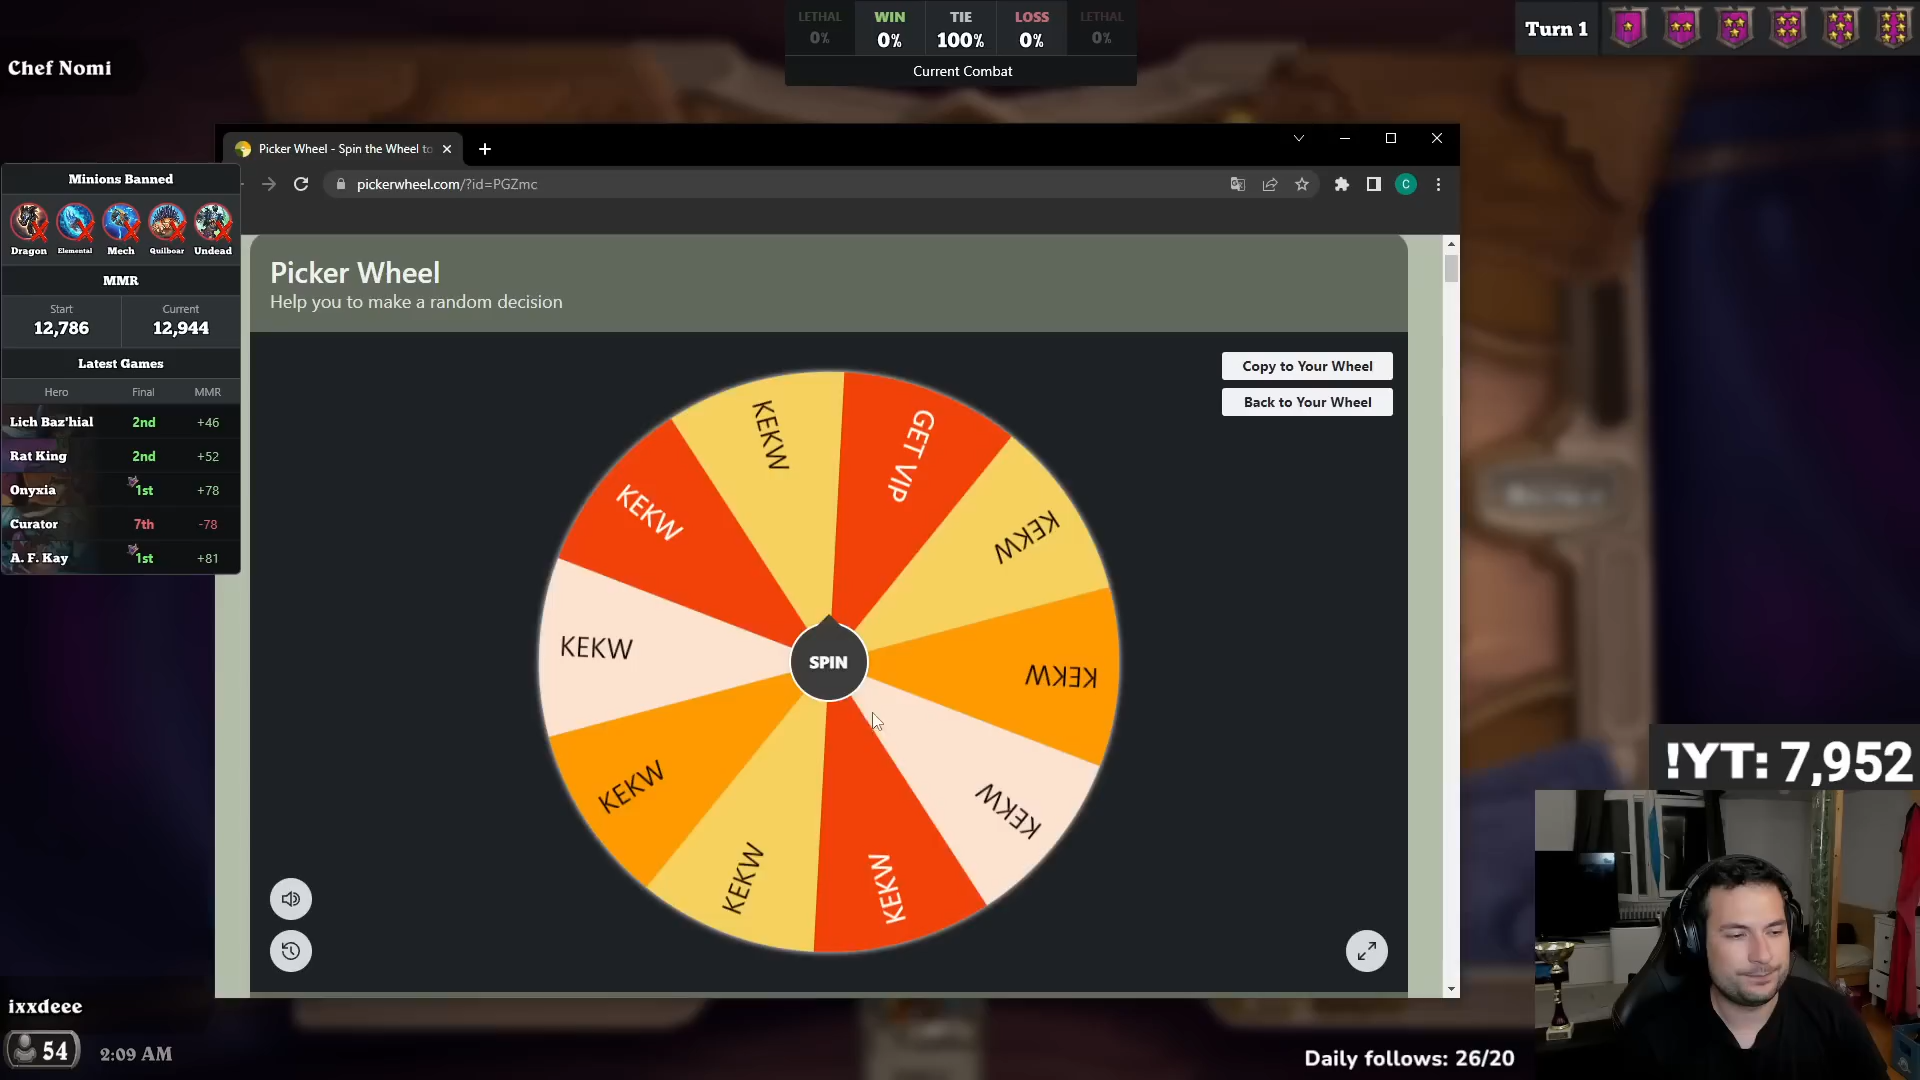 LETHAL
0%
WIN
0%
TIE
100%
LOSS
0%
LETHAL
0%
Current Combat
Turn 1
Chef Nomi
Picker Wheel - Spin the Wheel to
pickerwheel.com/?id=PGZmc
C
Minions Banned
Dragon
Elemental
Mech
Quilboar
Undead
MMR
Start
Current
12,786
12,944
Latest Games
Hero
Final
MMR
Lich Baz'hial
2nd
+46
Rat King
2nd
+52
Onyxia
1st
+78
Curator
7th
-78
A. F. Kay
1st
+81
Picker Wheel
Help you to make a random decision
Copy to Your Wheel
Back to Your Wheel
KEKW
GET VIP
KEKW
KEKW
KEKW
KEKW
KEKW
KEKW
KEKW
KEKW
SPIN
!YT: 7,952
ixxdeee
54
2:09 AM
Daily follows: 26/20